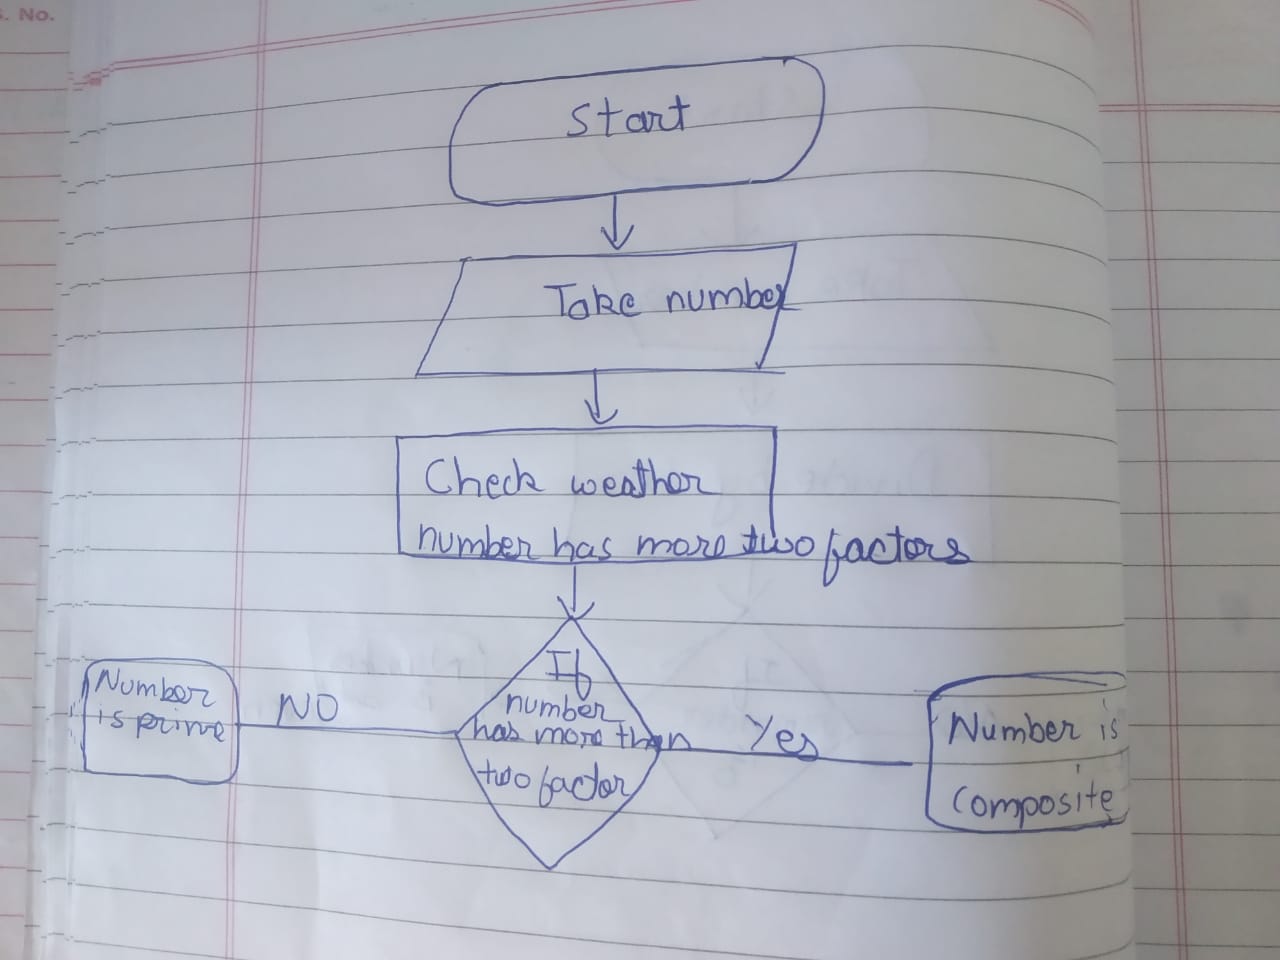 S. No.
Start
Take number
Check weather
number has more two factors
If
number
has more than
two factor
NO
Number
is prime
Yes
Number is
composite